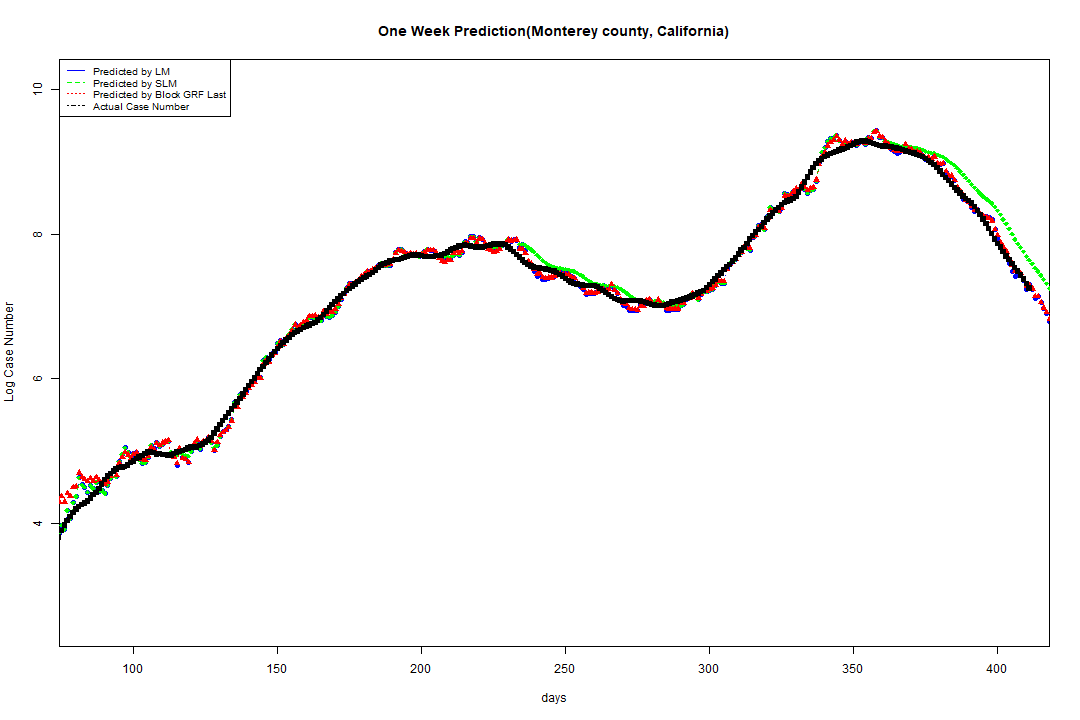 One Week Prediction(Monterey county, California)
Predicted by LM
Predicted by SLM
Predicted by Block GRF Last
Actual Case Number
10
8
6
4
Log Case Number
100 150 200 250 300 350 400
days